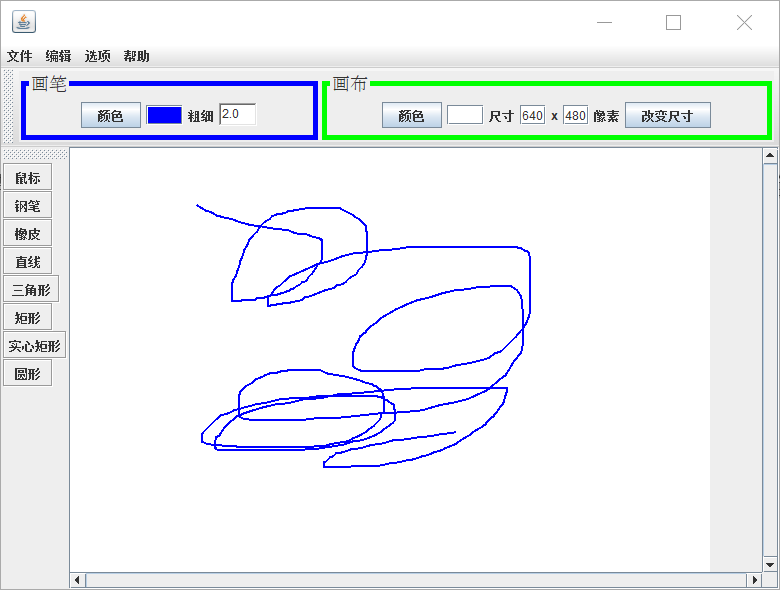 文件 编辑 选项 帮助
画笔 画布
颜色 粗细 2.0 颜色 尺寸 640 x 480 像素 改变尺寸
鼠标
钢笔
橡皮
直线
三角形
矩形
实心矩形
圆形